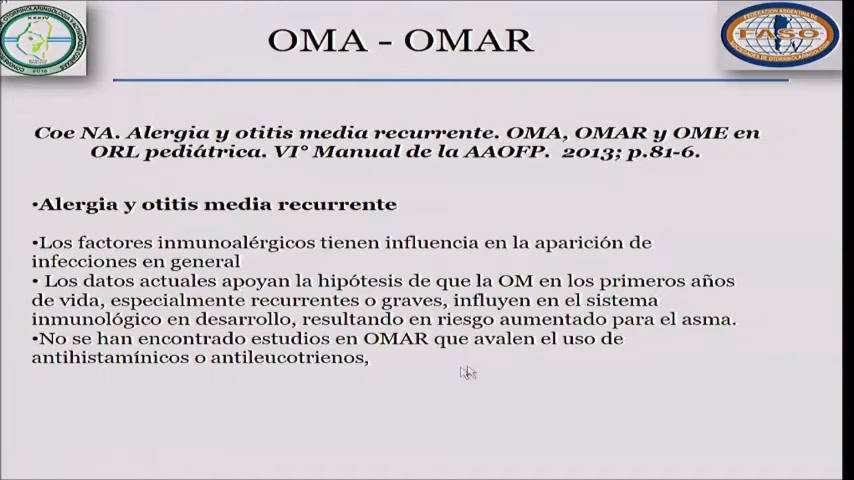 OMA - OMAR
FASO
Coe NA. Alergia y otitis media recurrente. OMA, OMAR y OME en
ORL pediátrica. VI° Manual de la AAOFP.  2013; p.81-6.
•Alergia y otitis media recurrente
•Los factores inmunoalérgicos tienen influencia en la aparición de
infecciones en general
• Los datos actuales apoyan la hipótesis de que la OM en los primeros años
de vida, especialmente recurrentes o graves, influyen en el sistema
inmunológico en desarrollo, resultando en riesgo aumentado para el asma.
•No se han encontrado estudios en OMAR que avalen el uso de
antihistamínicos o antileucotrienos,